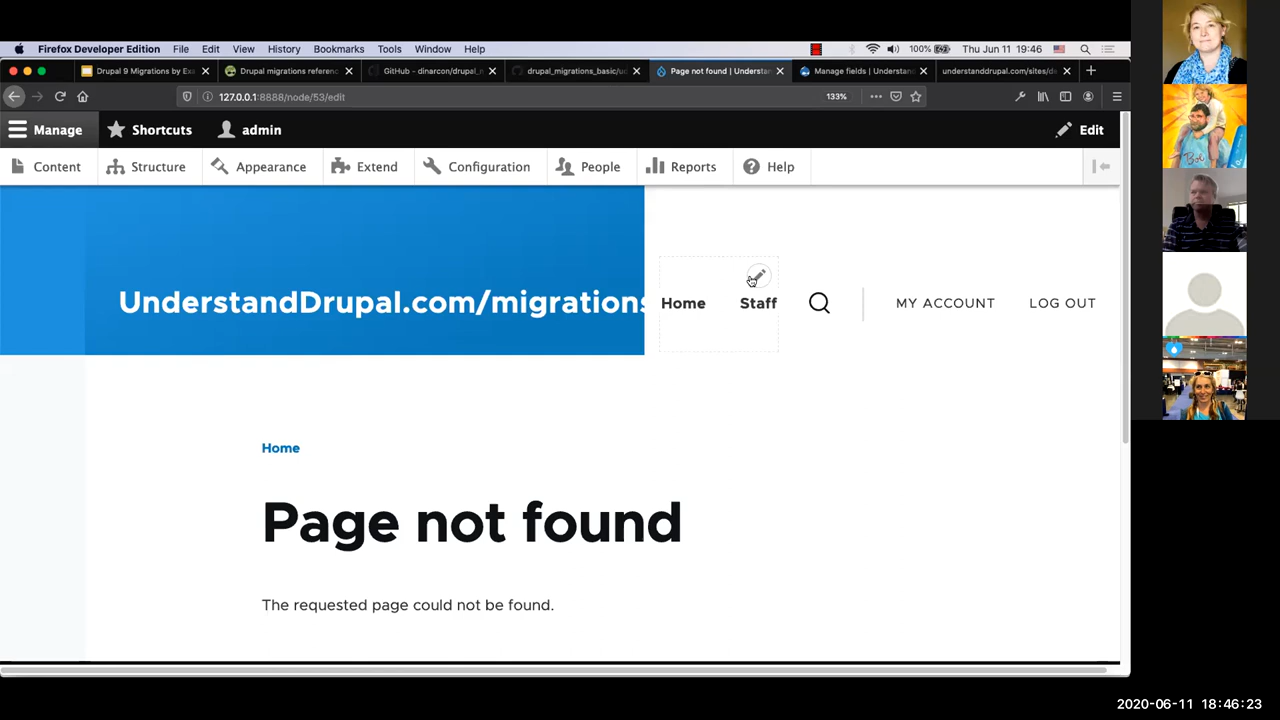 Firefox Developer Edition File Edit View History Bookmarks Tools Window Help 100% Thu Jun 11 19:46
Drupal 9 Migrations by Ex Drupal migrations referenc GitHub - dinarcon/drupal_ drupal_migrations_basic/u Page not found | Understa Manage fields | Understan understanddrupal.com/sites/d
127.0.0.1:8888/node/53/edit 133%
Manage Shortcuts admin Edit
Content Structure Appearance Extend Configuration People Reports Help
UnderstandDrupal.com/migrations Home Staff MY ACCOUNT LOG OUT
Home
Page not found
The requested page could not be found.
2020-06-11 18:46:23